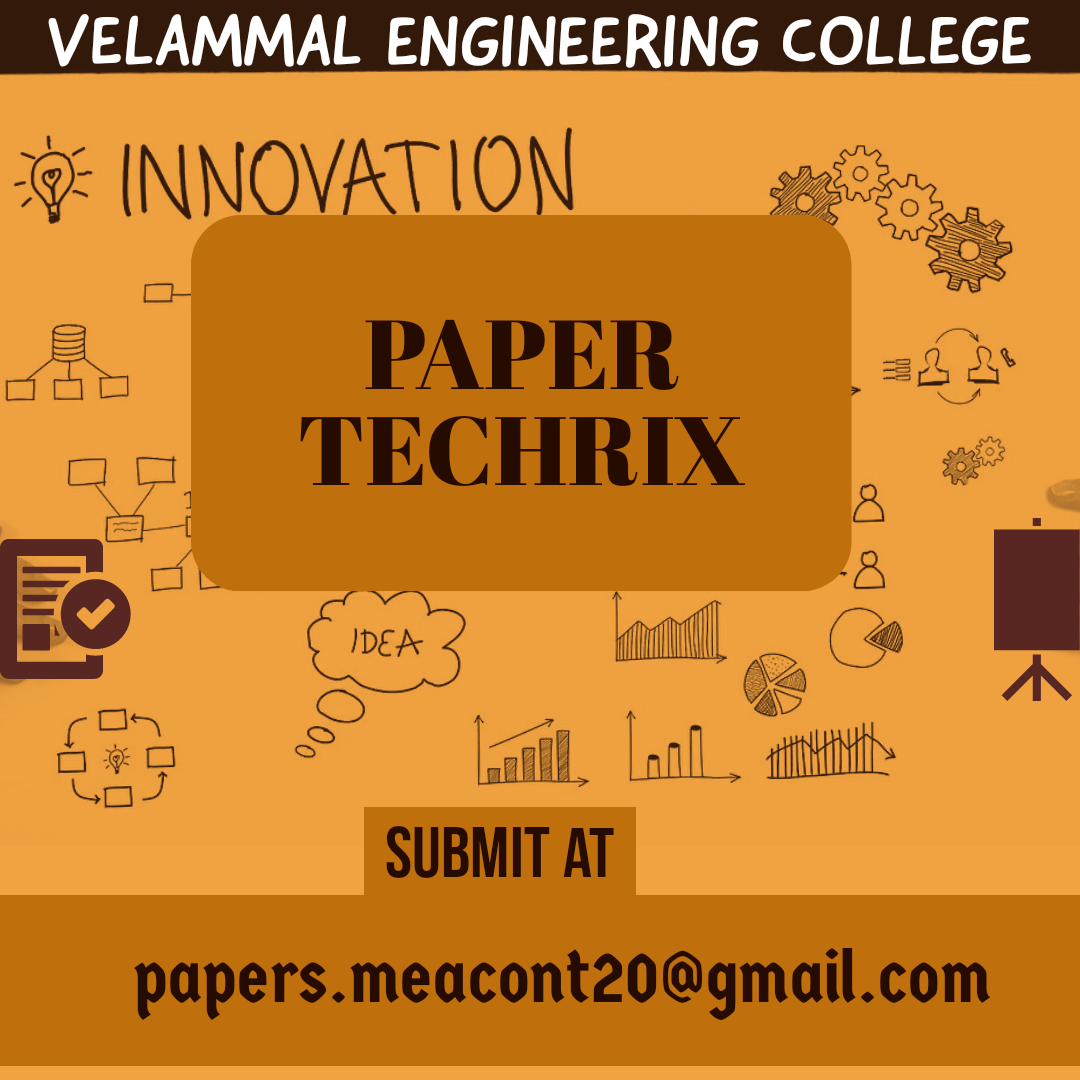 VELAMMAL ENGINEERING COLLEGE
INNOVATION
PAPER
TECHRIX
IDEA
SUBMIT AT
papers.meacont20@gmail.com